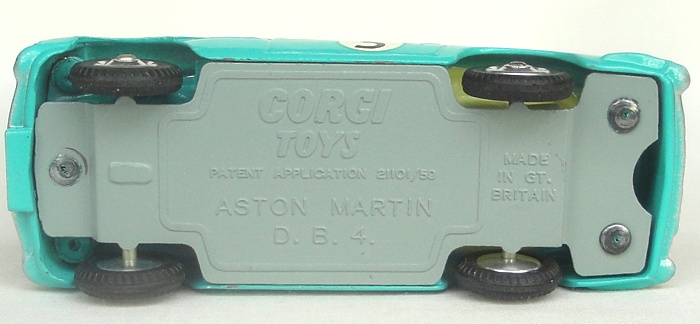 CORGI
TOYS
PATENT APPLICATION 21101/59
ASTON MARTIN
D. B. 4.
MADE
IN GT.
BRITAIN